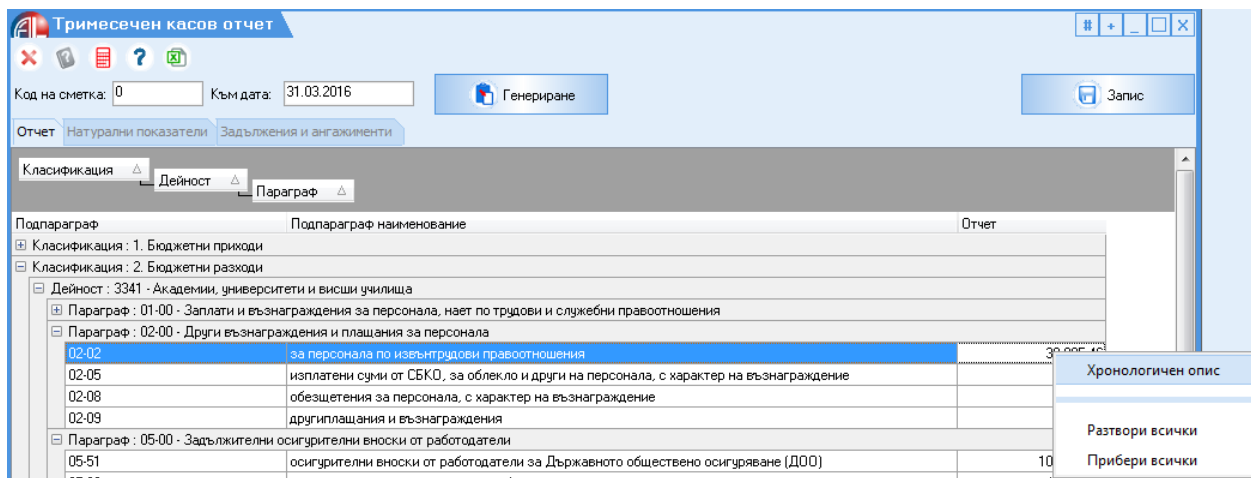 Тримесечен касов отчет
Код на сметка: 0 Към дата: 31.03.2016 Генериране Запис
Отчет Натурални показатели Задължения и ангажименти
Класификация
Дейност
Параграф
Подпараграф Подпараграф наименование Отчет
Класификация : 1. Бюджетни приходи
Класификация : 2. Бюджетни разходи
Дейност : 3341 - Академии, университети и висши училища
Параграф : 01-00 - Заплати и възнаграждения за персонала, нает по трудови и служебни правоотношения
Параграф : 02-00 - Други възнаграждения и плащания за персонала
02-02 за персонала по извънтрудови правоотношения
Хронологичен опис
02-05 изплатени суми от СБКО, за облекло и други на персонала, с характер на възнаграждение
02-08 обезщетения за персонала, с характер на възнаграждение
02-09 другиплащания и възнаграждения
Разтвори всички
Параграф : 05-00 - Задължителни осигурителни вноски от работодатели
05-51 осигурителни вноски от работодатели за Държавното обществено осигуряване (ДОО) 10
Прибери всички